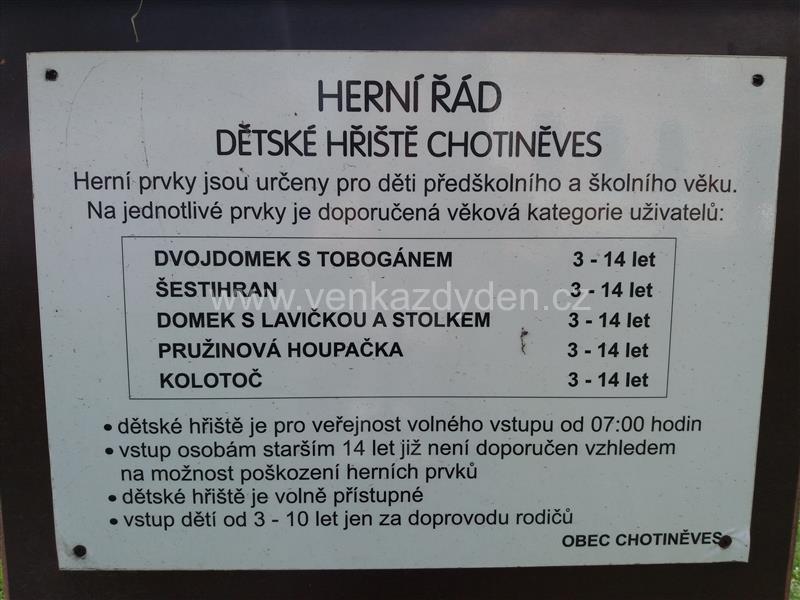 HERNÍ ŘÁD
DĚTSKÉ HŘIŠTĚ CHOTINĚVES
Herní prvky jsou určeny pro děti předškolního a školního věku.
Na jednotlivé prvky je doporučená věková kategorie uživatelů:
DVOJDOMEK S TOBOGÁNEM 3 - 14 let
ŠESTIHRAN 3 - 14 let
www.venkazdyden.cz
DOMEK S LAVIČKOU A STOLKEM 3 - 14 let
PRUŽINOVÁ HOUPAČKA 3 - 14 let
KOLOTOČ 3 - 14 let
• dětské hřiště je pro veřejnost volného vstupu od 07:00 hodin
• vstup osobám starším 14 let již není doporučen vzhledem
na možnost poškození herních prvků
• dětské hřiště je volně přístupné
• vstup dětí od 3 - 10 let jen za doprovodu rodičů
OBEC CHOTINĚVES